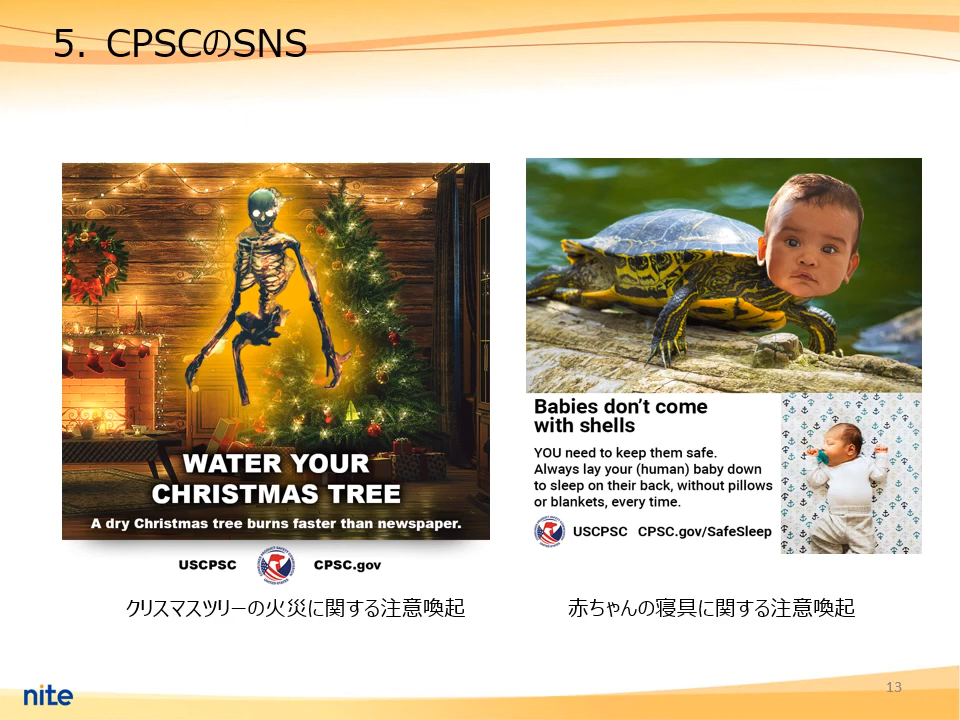 5. CPSCのSNS
WATER YOUR
CHRISTMAS TREE
A dry Christmas tree burns faster than newspaper.
USCPSC CPSC.gov
クリスマスツリーの火災に関する注意喚起
Babies don't come
with shells
YOU need to keep them safe.
Always lay your (human) baby down
to sleep on their back, without pillows
or blankets, every time.
USCPSC CPSC.gov/SafeSleep
赤ちゃんの寝具に関する注意喚起
nite
13